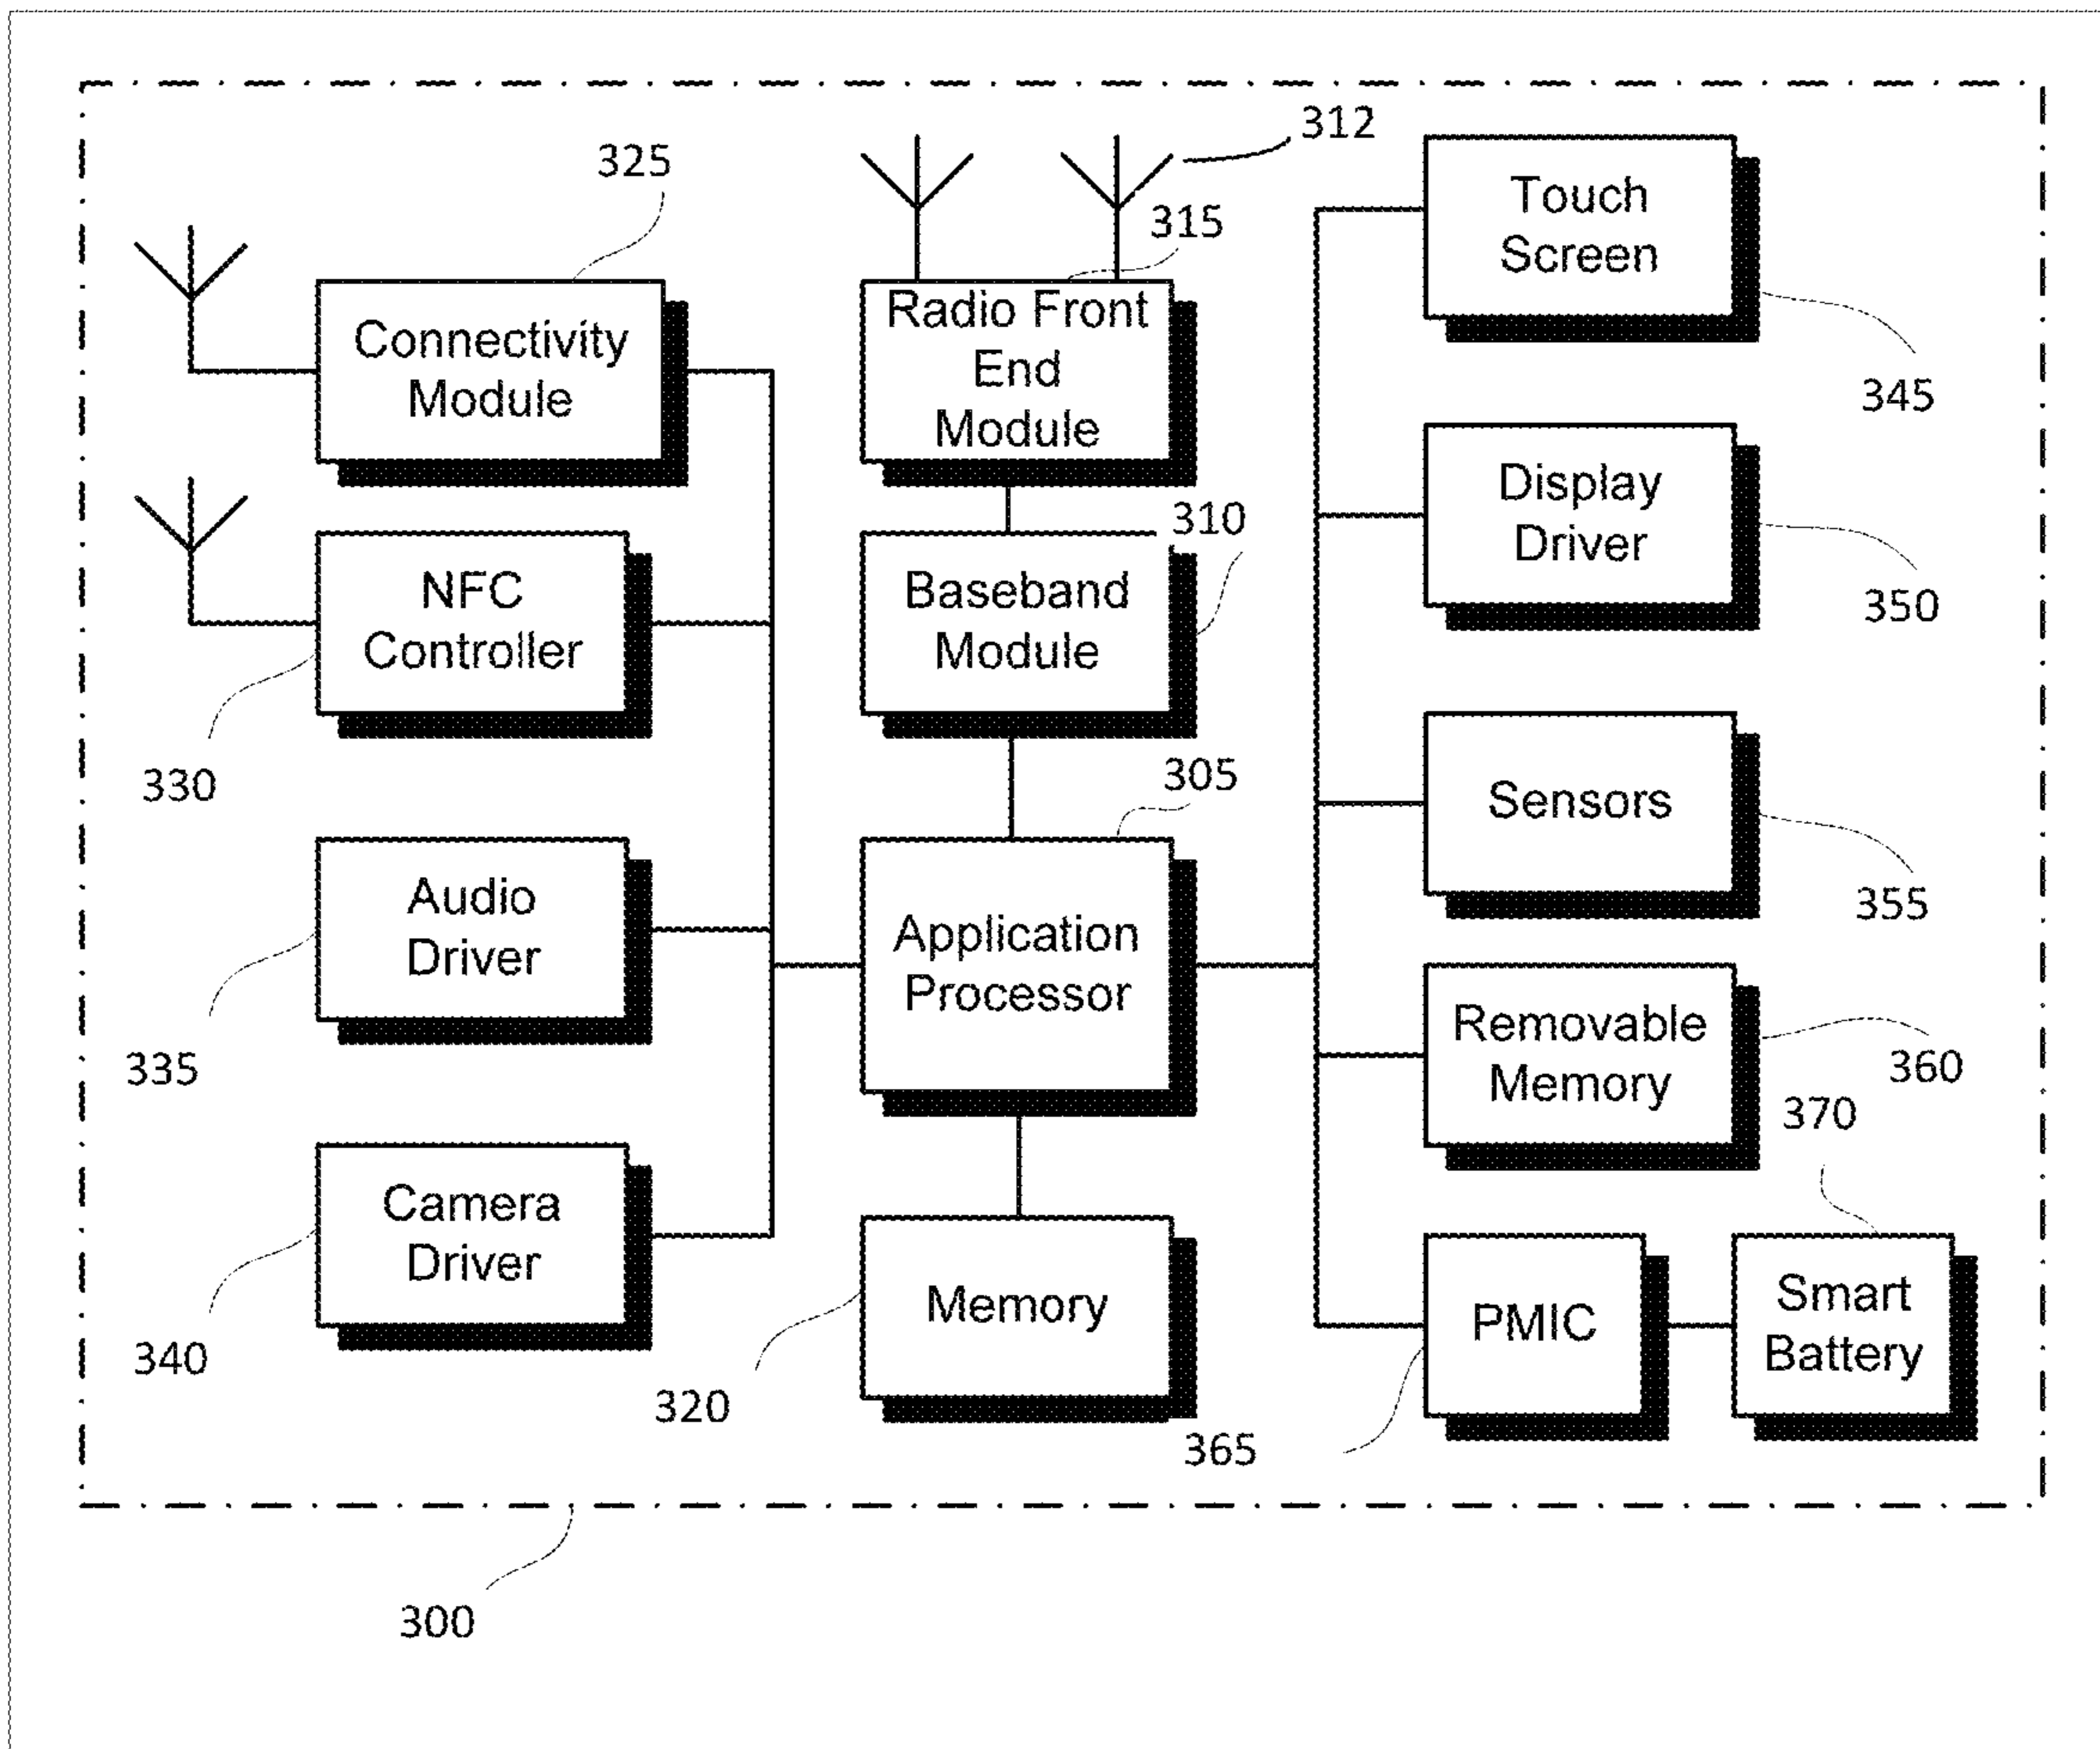 312
325
315
Touch
Screen
Connectivity
Module
Radio Front
End
Module
345
Display
Driver
310
350
NFC
Controller
Baseband
Module
330
305
Sensors
355
Audio
Driver
Application
Processor
335
Removable
Memory
360
370
Camera
Driver
340
Memory
320
PMIC
Smart
Battery
365
300